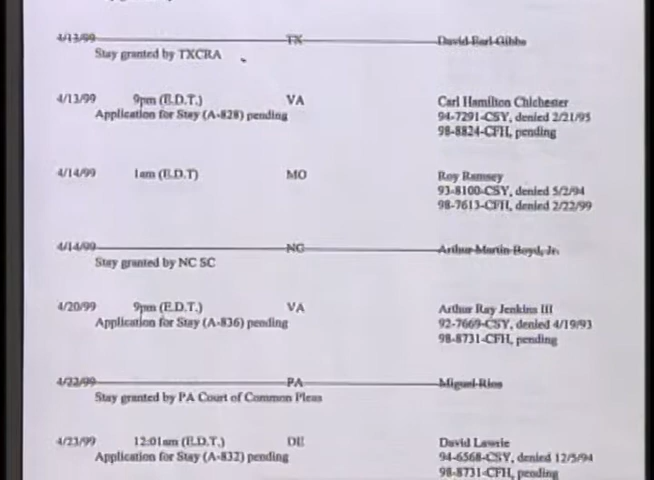 4/13/99 TX David Earl Gibbs
Stay granted by TXCRA
4/13/99 9pm (E.D.T.) VA Carl Hamilton Chichester
Application for Stay (A-828) pending 94-7291-CSY, denied 2/21/95
98-8824-CFH, pending
4/14/99 1am (E.D.T) MO Roy Ramsey
93-8100-CSY, denied 5/2/94
98-7613-CFH, denied 2/22/99
4/14/99 NC Arthur Martin Boyd, Jr.
Stay granted by NC SC
4/20/99 9pm (E.D.T.) VA Arthur Ray Jenkins III
Application for Stay (A-836) pending 92-7669-CSY, denied 4/19/93
98-8731-CFH, pending
4/22/99 PA Miguel Rios
Stay granted by PA Court of Common Pleas
4/23/99 12:01am (E.D.T.) DE David Lawrie
Application for Stay (A-832) pending 94-6568-CSY, denied 12/5/94
98-8731-CFH, pending